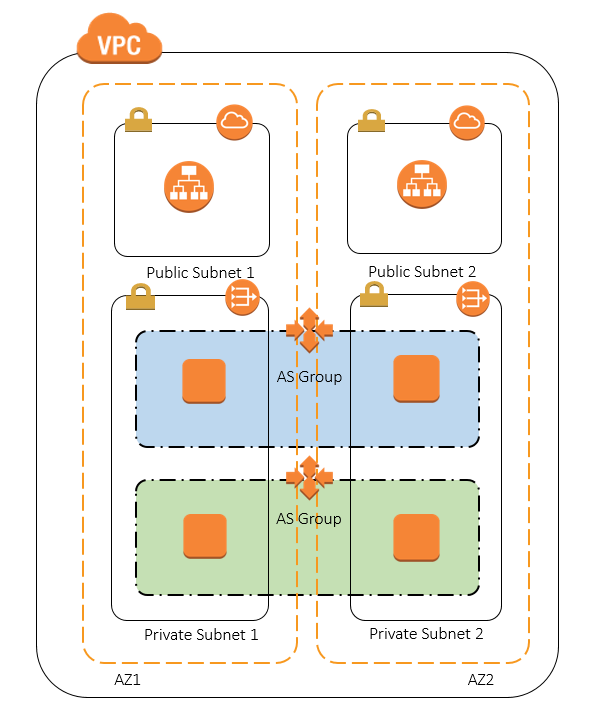 VPC
Public Subnet 1
Public Subnet 2
AS Group
AS Group
Private Subnet 1
Private Subnet 2
AZ1
AZ2